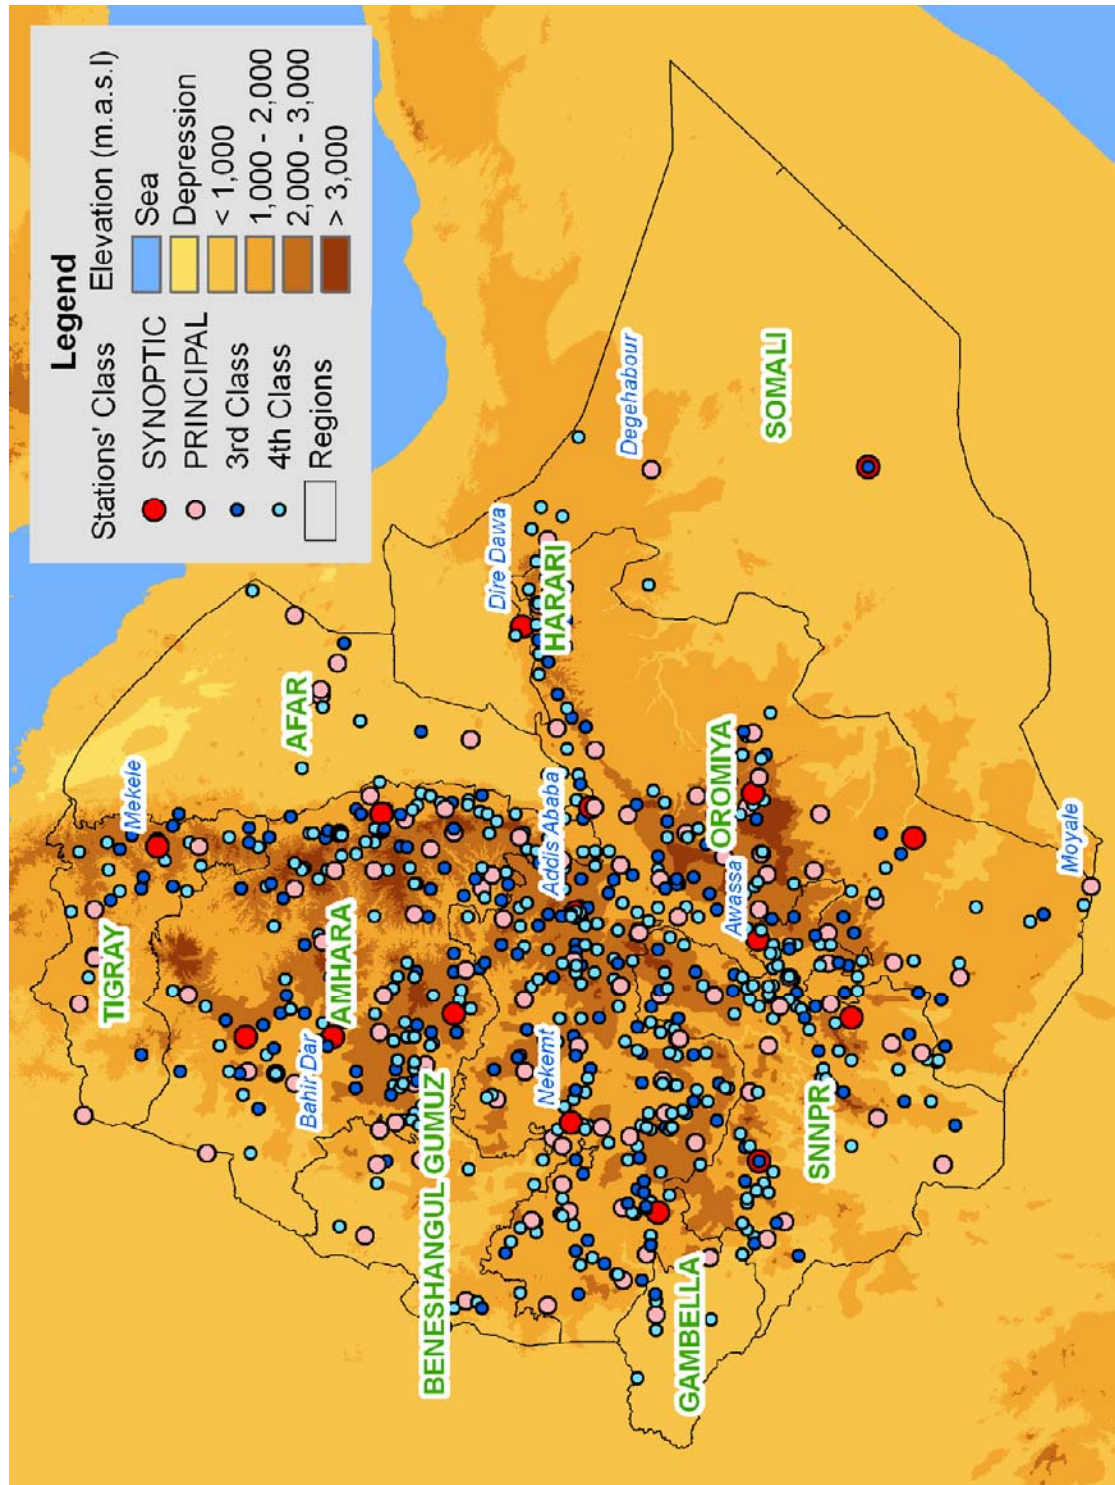 Legend
Stations' Class
SYNOPTIC
PRINCIPAL
3rd Class
4th Class
Regions
Elevation (m.a.s.l)
Sea
Depression
< 1,000
1,000 - 2,000
2,000 - 3,000
> 3,000
TIGRAY
Mekele
AFAR
AMHARA
Bahir Dar
BENESHANGUL GUMUZ
Dire Dawa
HARARI
Addis Ababa
Nekemt
Degehabour
GAMBELLA
OROMIYA
Awassa
SOMALI
SNNPR
Moyale